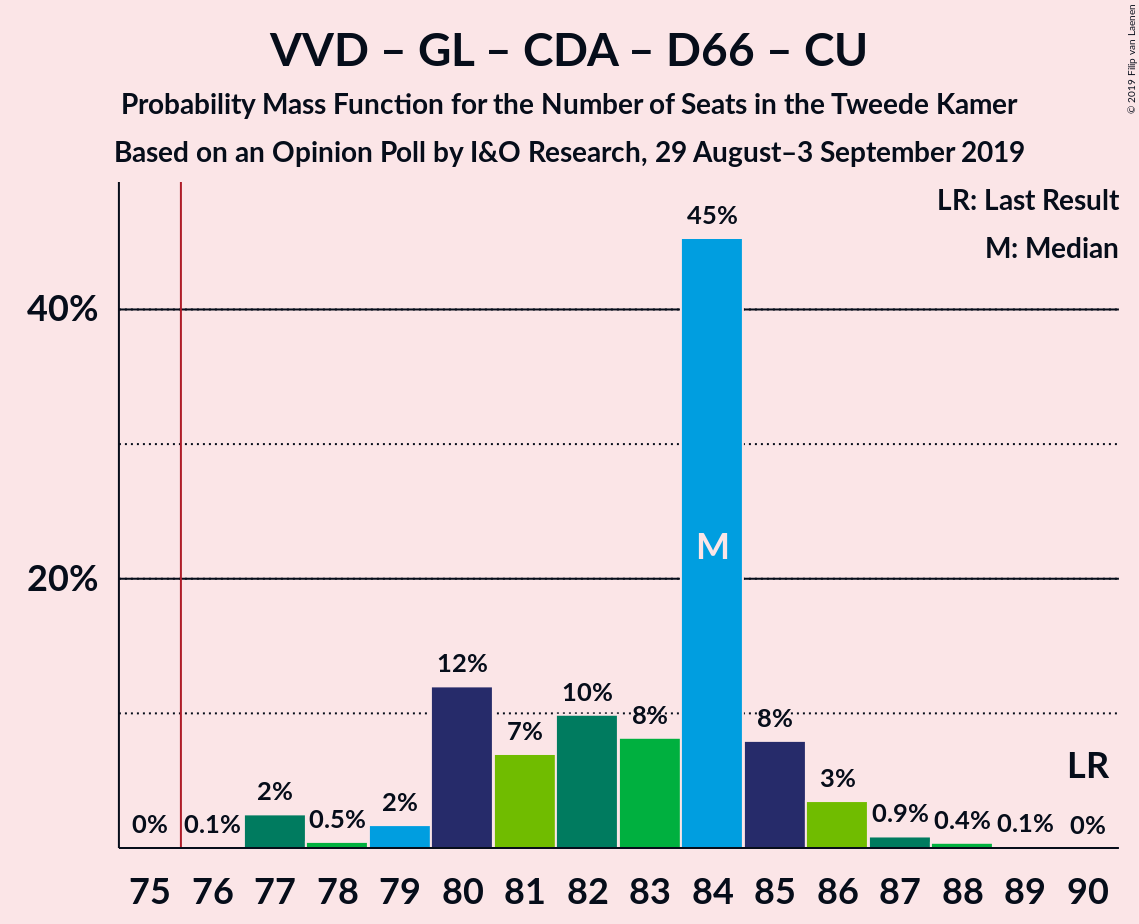 VVD – GL – CDA – D66 – CU
Probability Mass Function for the Number of Seats in the Tweede Kamer
Based on an Opinion Poll by I&O Research, 29 August–3 September 2019
© 2019 Filip van Laenen
LR: Last Result
M: Median
40%
20%
0% 0.1% 2% 0.5% 2% 12% 7% 10% 8% 45% 8% 3% 0.9% 0.4% 0.1% 0%
M
LR
75 76 77 78 79 80 81 82 83 84 85 86 87 88 89 90